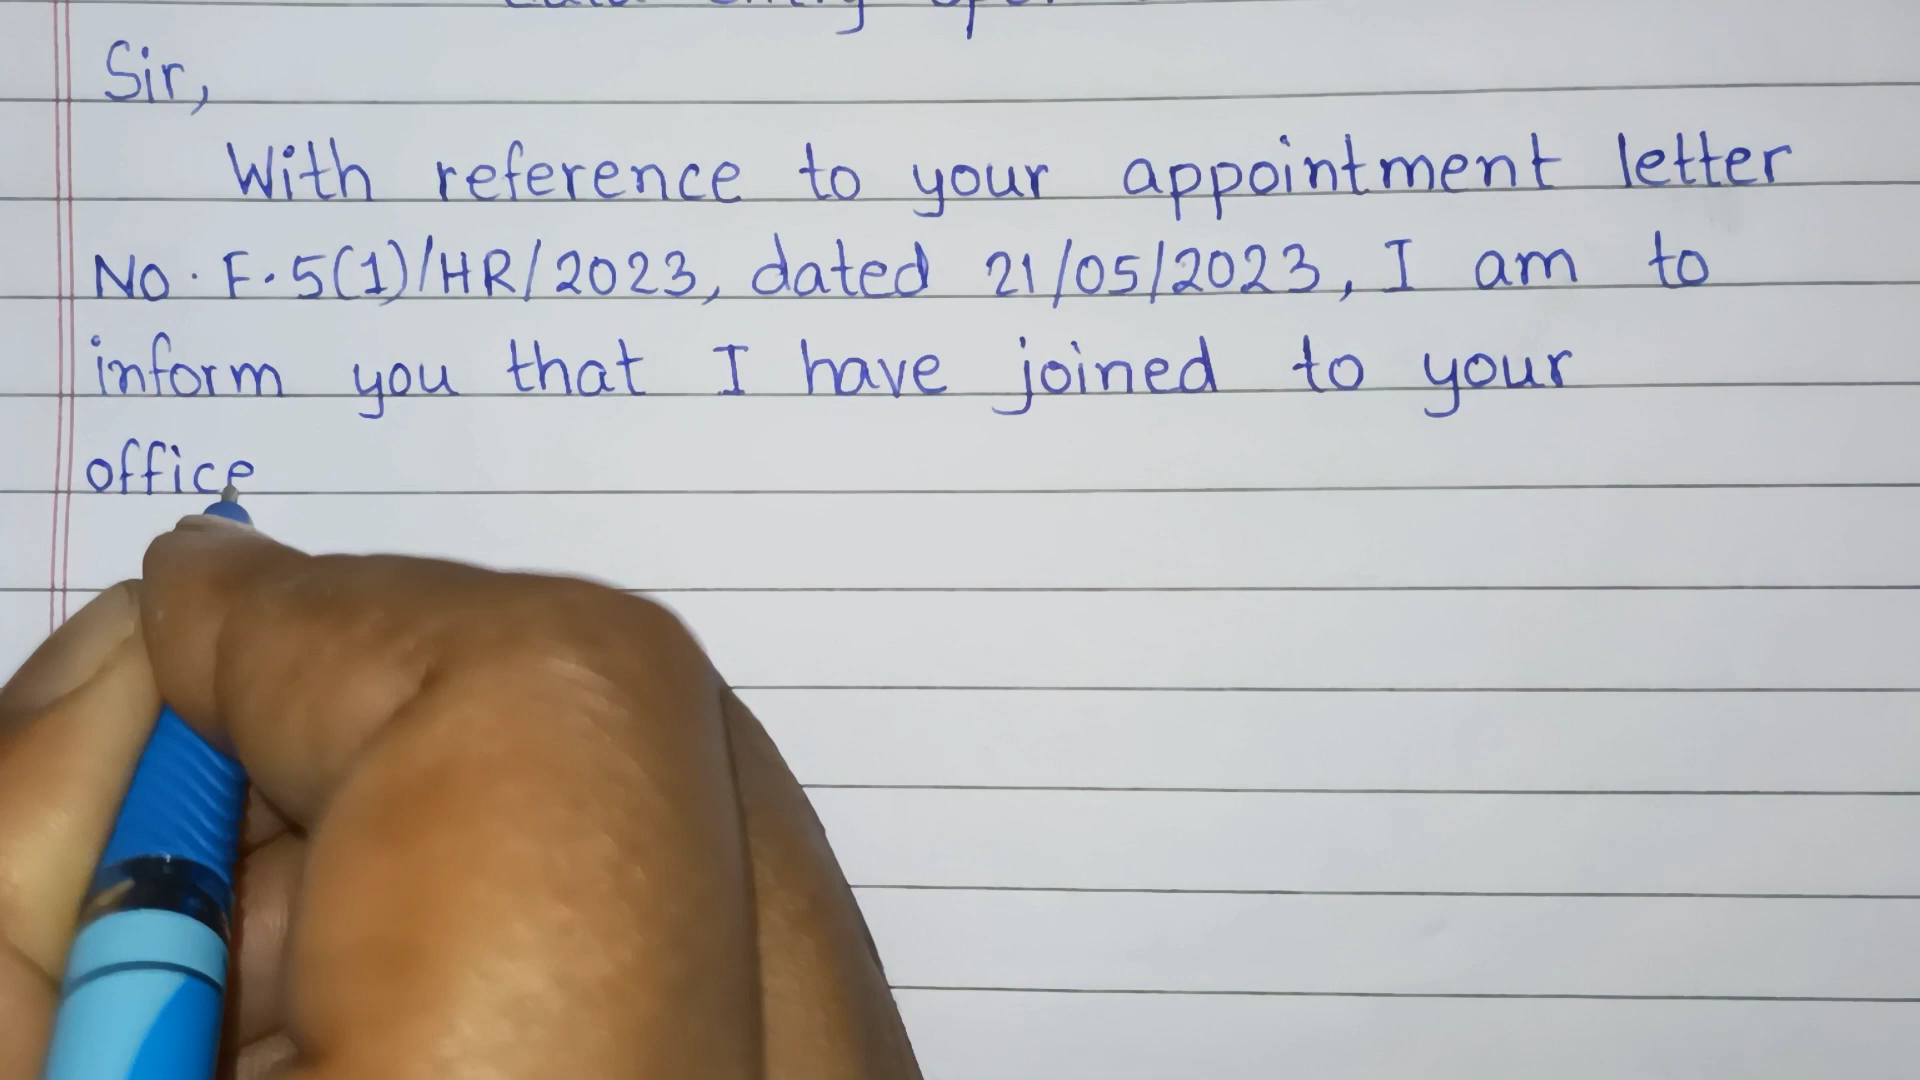 Sir,
With reference to your appointment letter
No. F.5(1)/HR/2023, dated 21/05/2023, I am to
inform you that I have joined to your
office